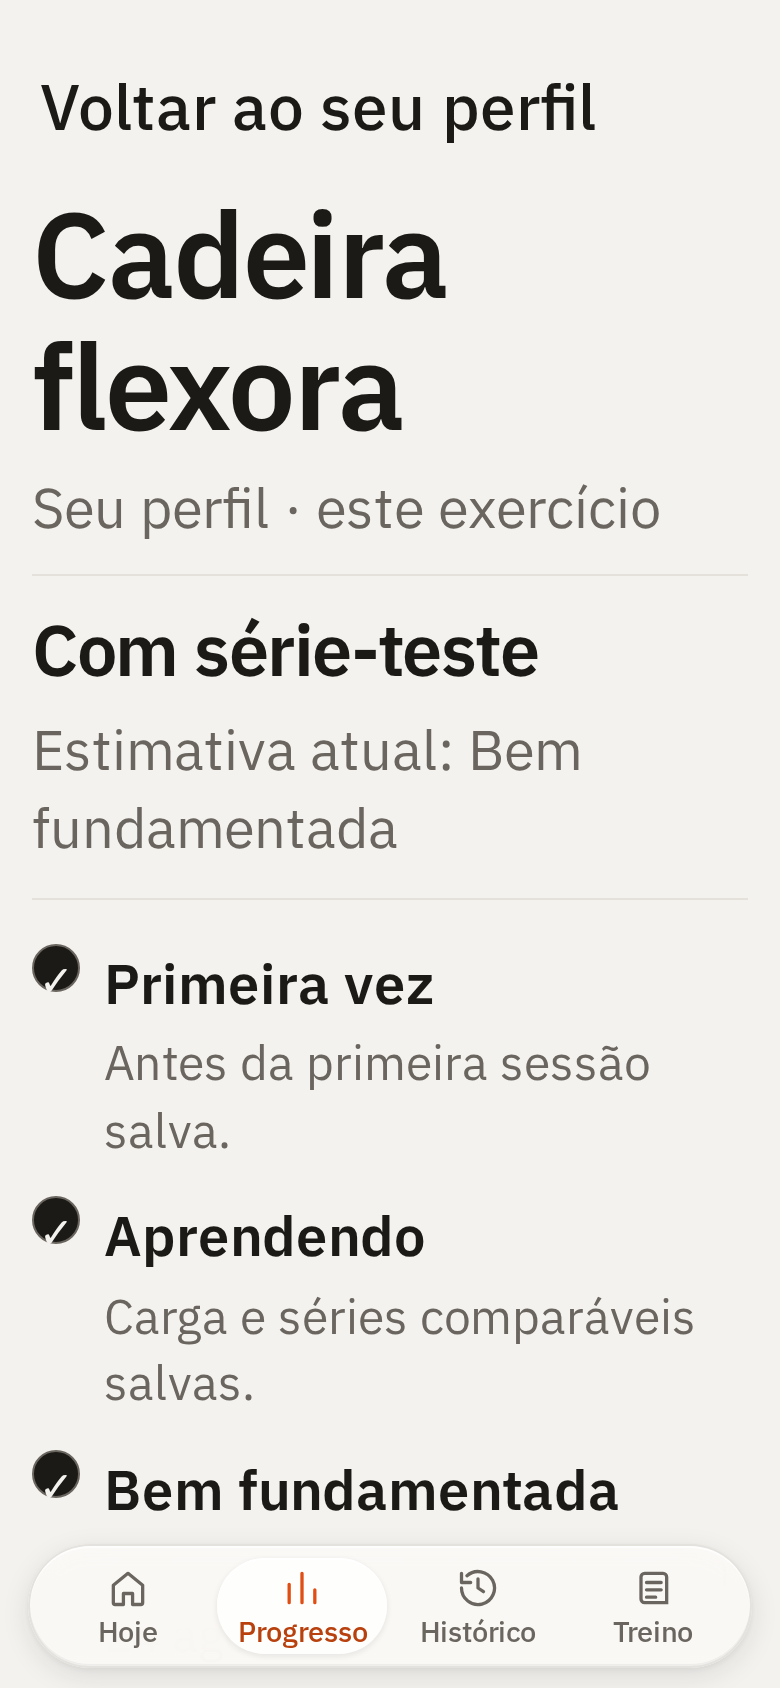 Voltar ao seu perfil
Cadeira
flexora
Seu perfil · este exercício
Com série-teste
Estimativa atual: Bem
fundamentada
✓ Primeira vez
Antes da primeira sessão
salva.
✓ Aprendendo
Carga e séries comparáveis
salvas.
✓ Bem fundamentada
Hoje
Progresso
Histórico
Treino